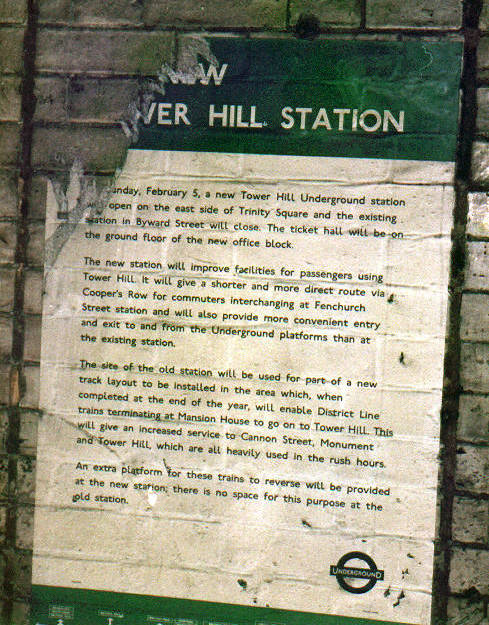 NEW
WER HILL STATION
unday, February 5, a new Tower Hill Underground station
open on the east side of Trinity Square and the existing
station in Byward Street will close. The ticket hall will be on
the ground floor of the new office block.
The new station will improve facilities for passengers using
Tower Hill. It will give a shorter and more direct route via
Cooper's Row for commuters interchanging at Fenchurch
Street station and will also provide more convenient entry
and exit to and from the Underground platforms than at
the existing station.
The site of the old station will be used for part of a new
track layout to be installed in the area which, when
completed at the end of the year, will enable District Line
trains terminating at Mansion House to go on to Tower Hill. This
will give an increased service to Cannon Street, Monument
and Tower Hill, which are all heavily used in the rush hours.
An extra platform for these trains to reverse will be provided
at the new station; there is no space for this purpose at the
old station.
UNDERGROUND